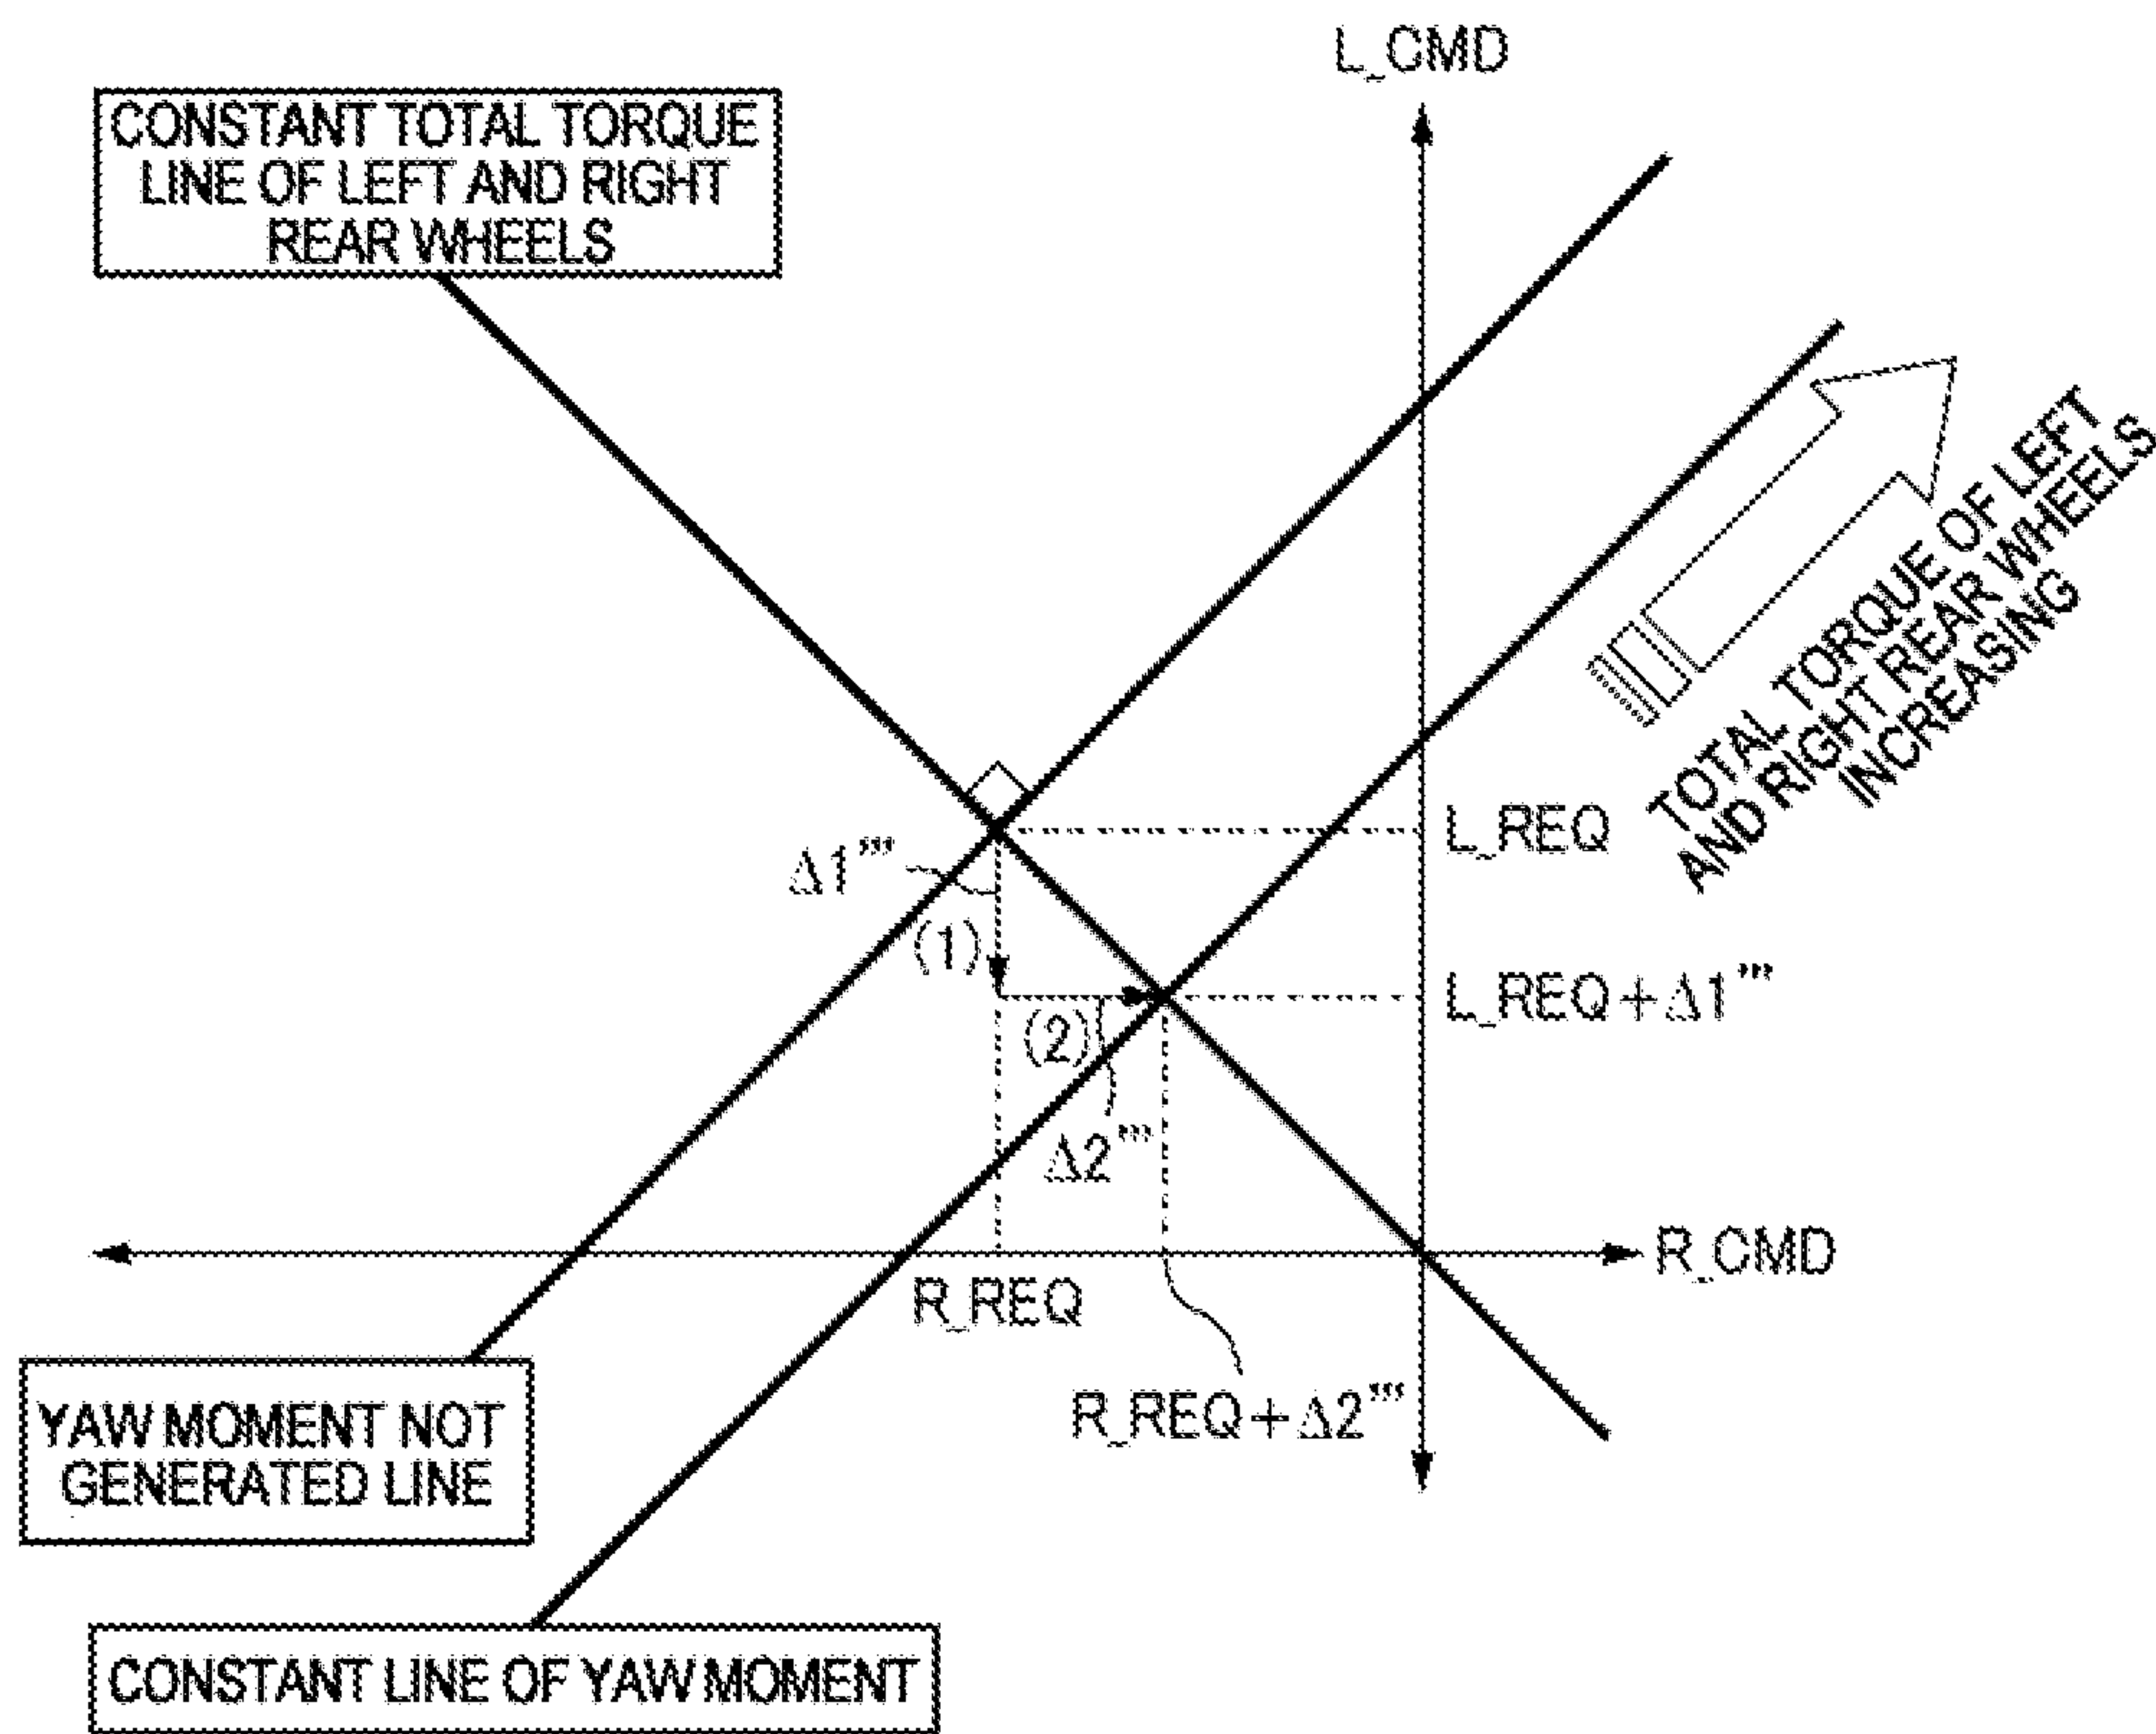 L_CMD
CONSTANT TOTAL TORQUE
LINE OF LEFT AND RIGHT
REAR WHEELS
TOTAL TORQUE OF LEFT
AND RIGHT REAR WHEELS
INCREASING
L_REQ
Δ1'''
(1)
L_REQ+Δ1'''
(2)
Δ2'''
R_CMD
R_REQ
R_REQ+Δ2'''
YAW MOMENT NOT
GENERATED LINE
CONSTANT LINE OF YAW MOMENT